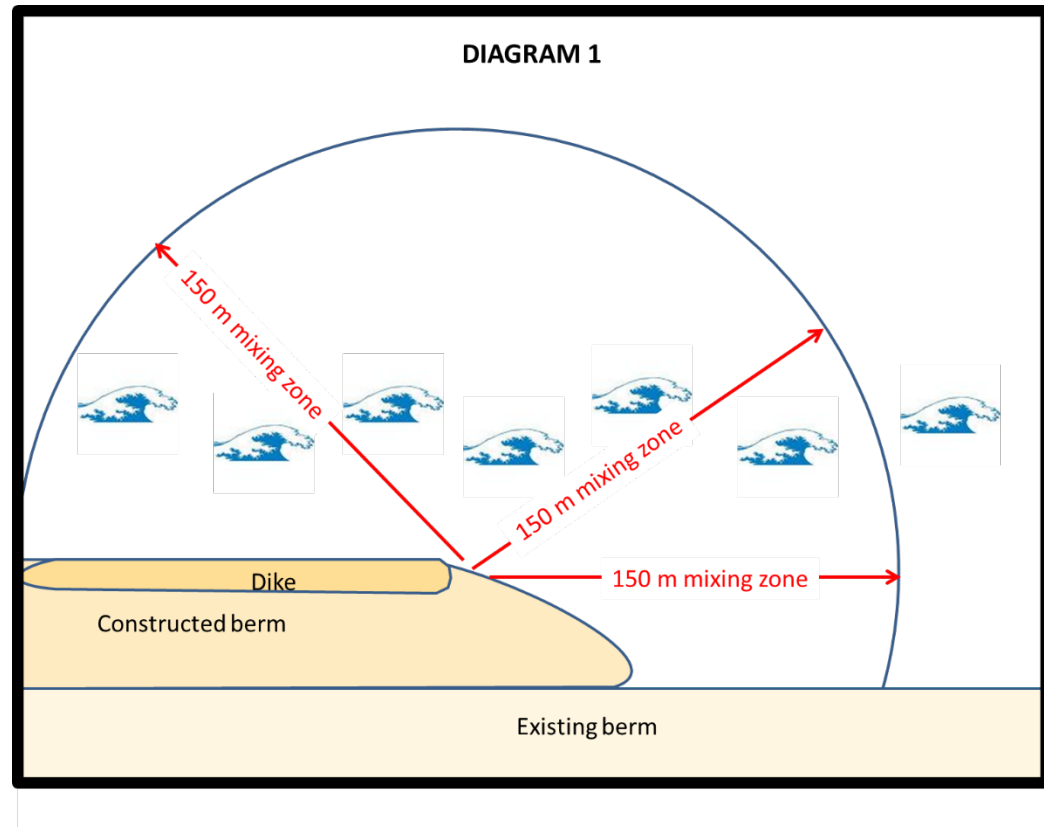 DIAGRAM 1
150 m mixing zone
150 m mixing zone
150 m mixing zone
Dike
Constructed berm
Existing berm